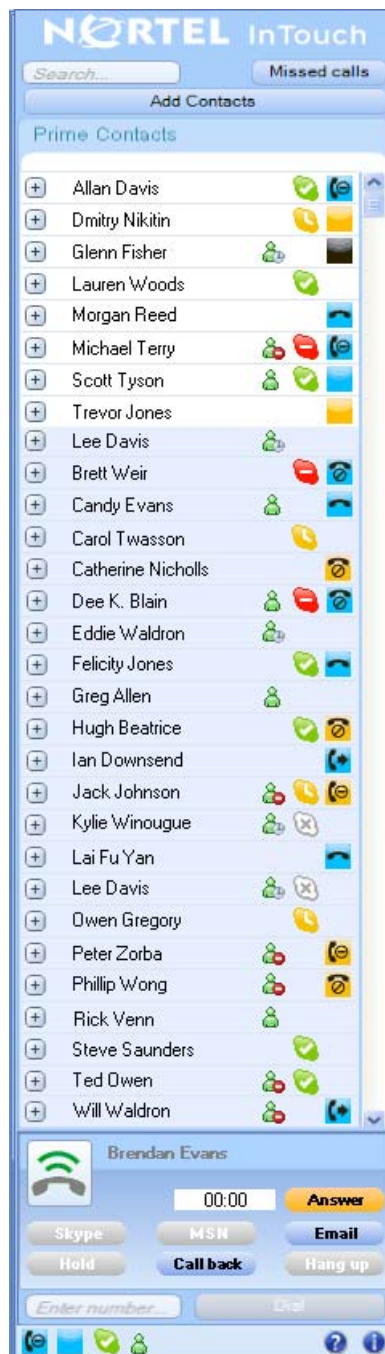 NORTEL InTouch
Search... Missed calls
Add Contacts
Prime Contacts
Allan Davis
Dmitry Nikitin
Glenn Fisher
Lauren Woods
Morgan Reed
Michael Terry
Scott Tyson
Trevor Jones
Lee Davis
Brett Weir
Candy Evans
Carol Twasson
Catherine Nicholls
Dee K. Blain
Eddie Waldron
Felicity Jones
Greg Allen
Hugh Beatrice
Ian Downsend
Jack Johnson
Kylie Winougue
Lai Fu Yan
Lee Davis
Owen Gregory
Peter Zorba
Phillip Wong
Rick Venn
Steve Saunders
Ted Owen
Will Waldron
Brendan Evans
00:00 Answer
Skype MSN Email
Hold Call back Hang up
Enter number... Dial